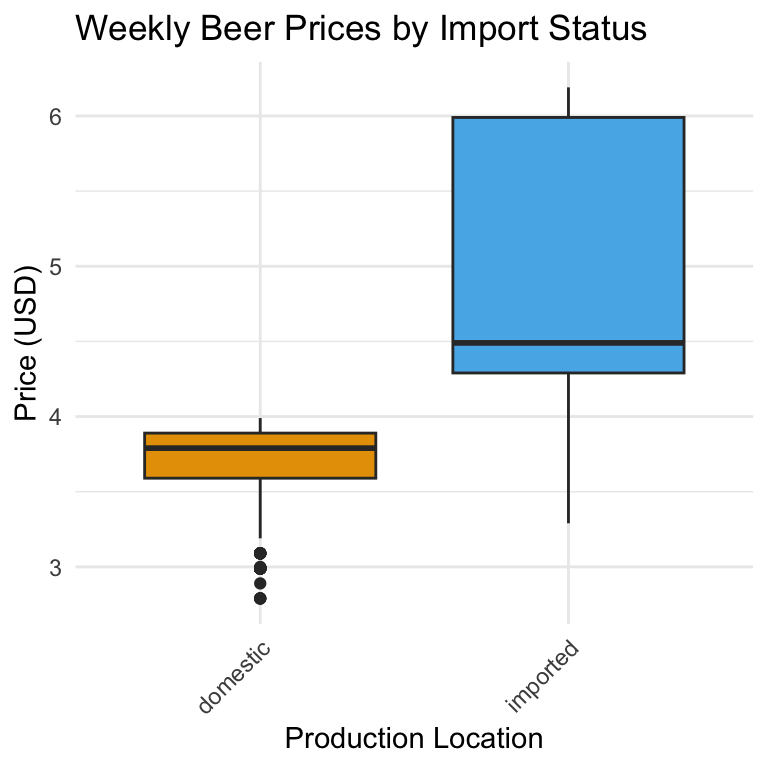 Weekly Beer Prices by Import Status
Price (USD)
6
5
4
3
domestic
imported
Production Location